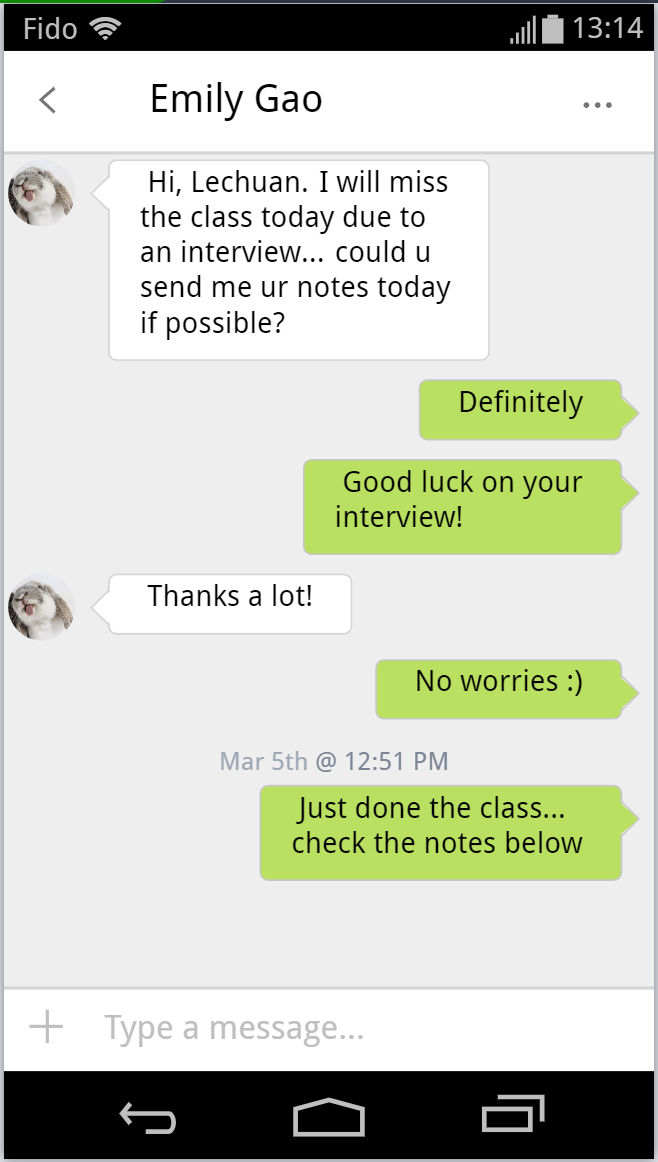 Fido 13:14
Emily Gao
Hi, Lechuan. I will miss
the class today due to
an interview... could u
send me ur notes today
if possible?
Definitely
Good luck on your
interview!
Thanks a lot!
No worries :)
Mar 5th @ 12:51 PM
Just done the class...
check the notes below
Type a message...